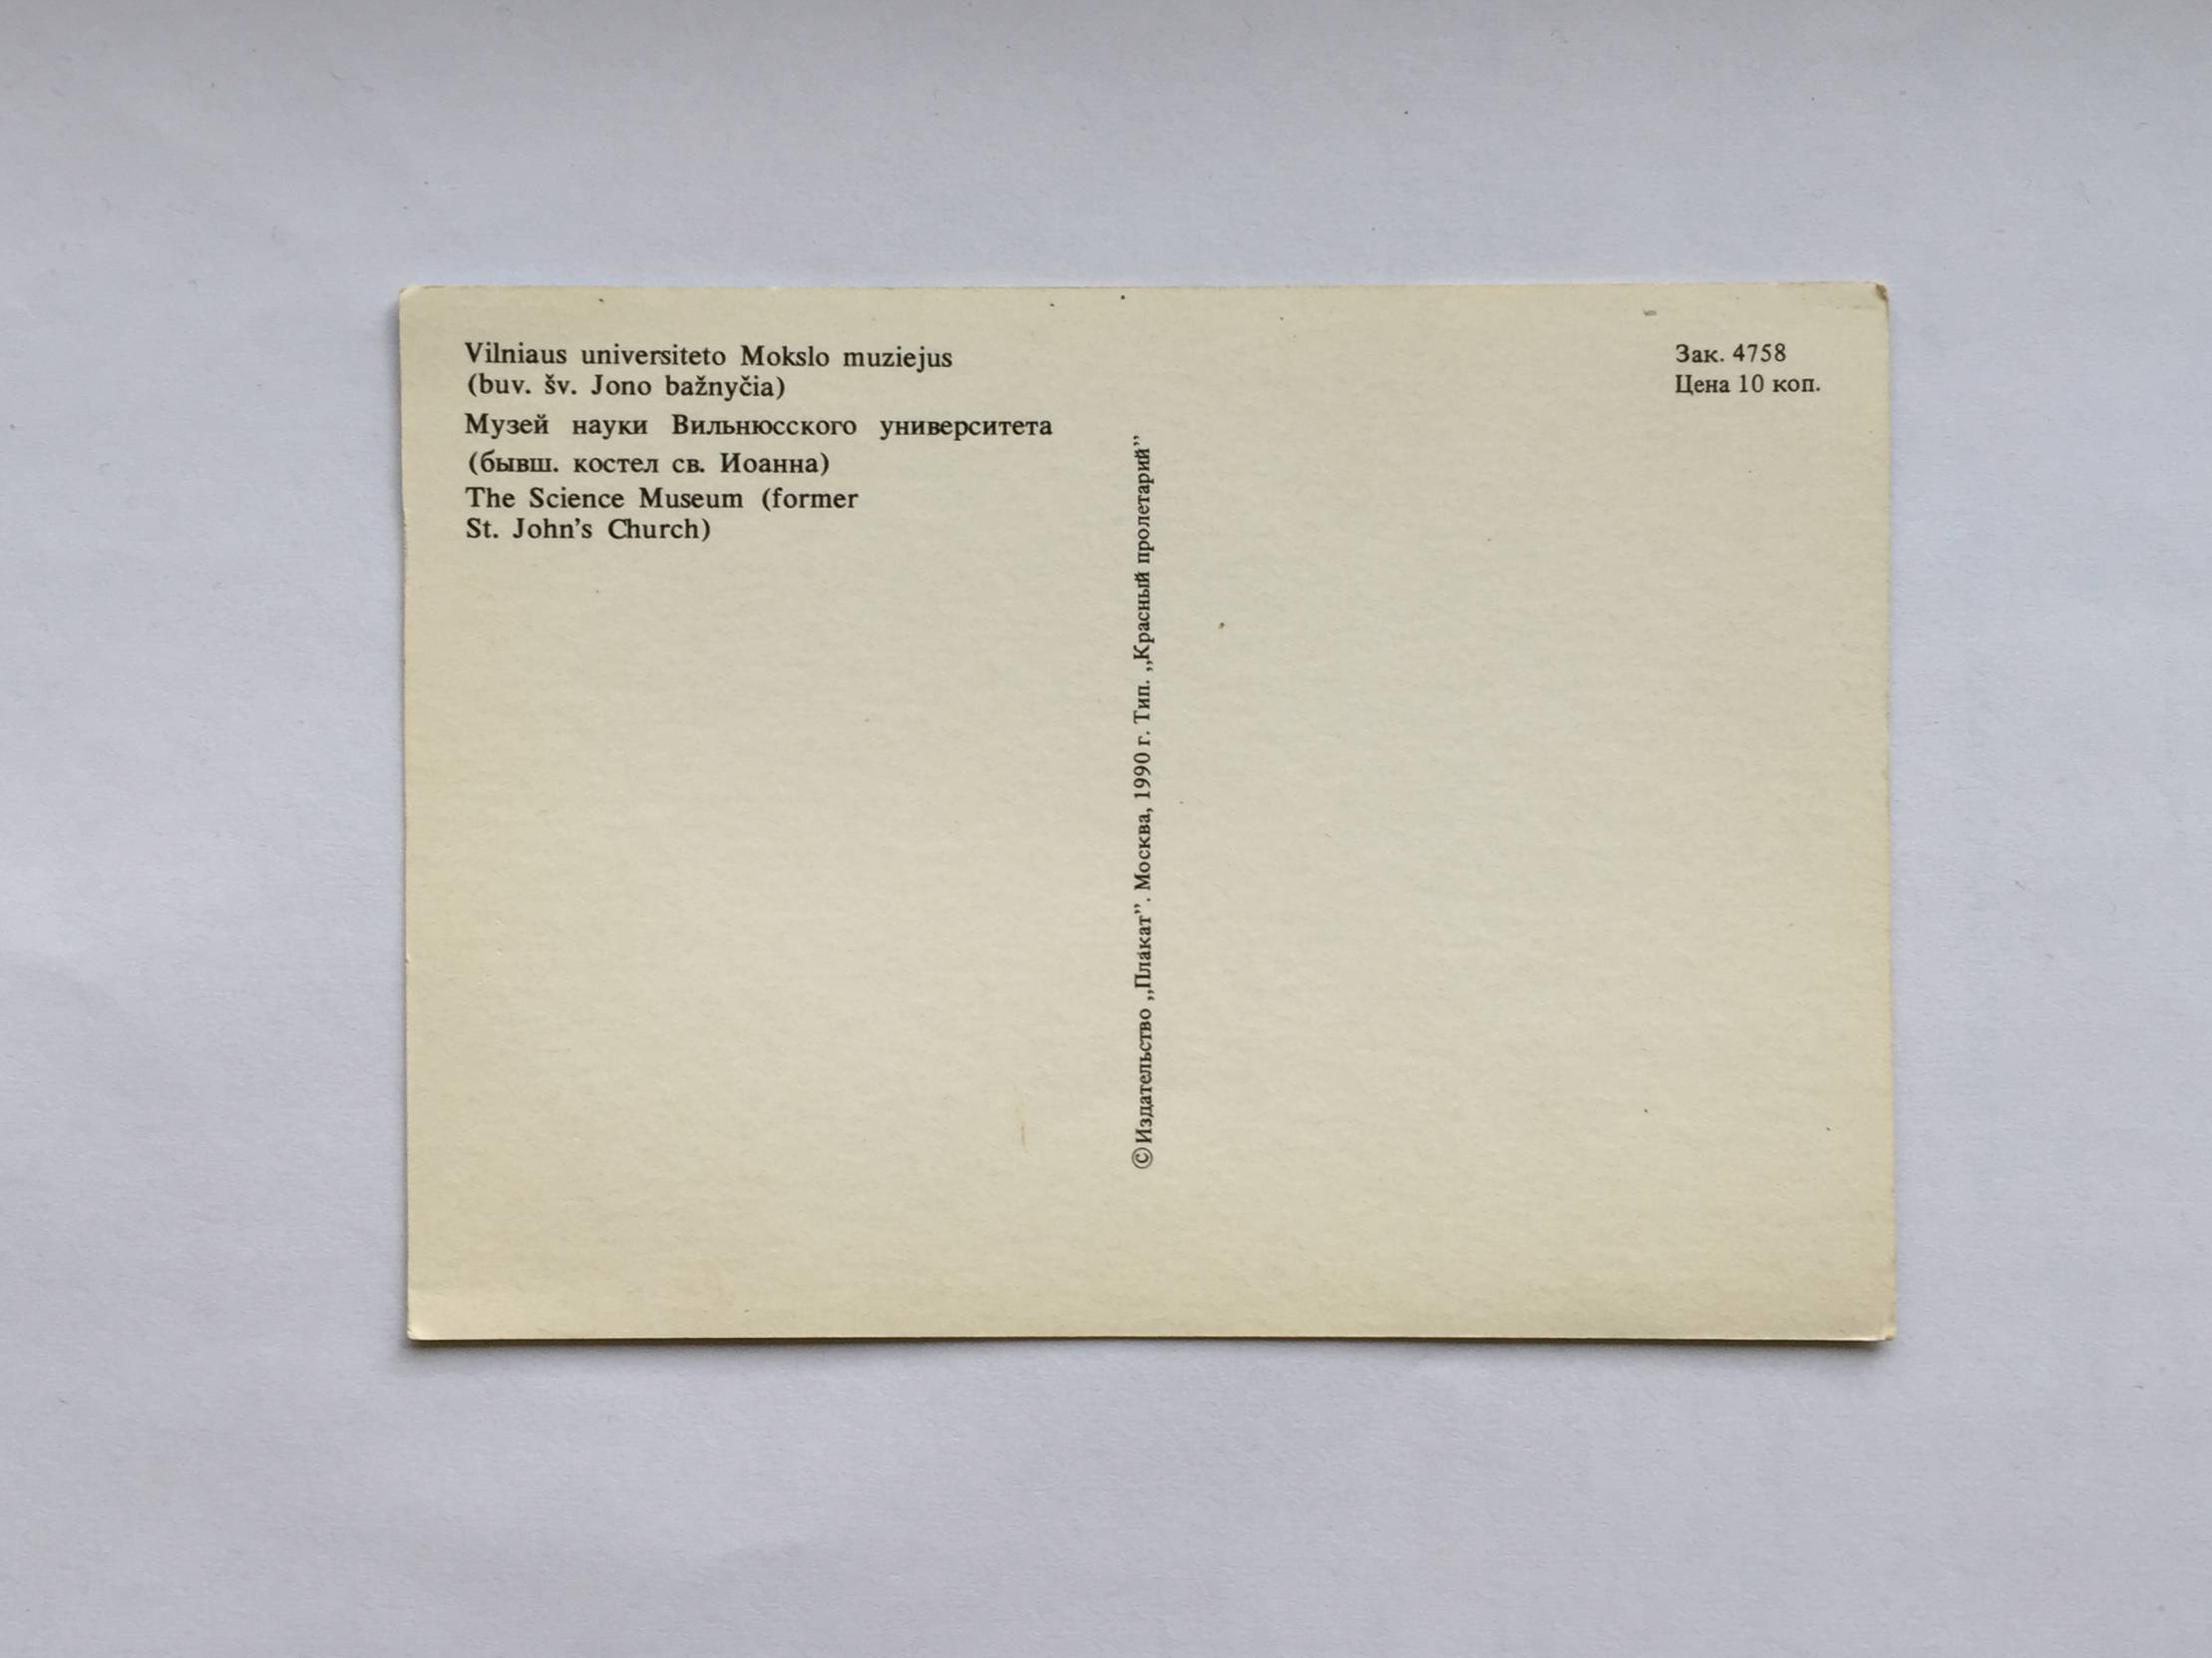 Vilniaus universiteto Mokslo muziejus
(buv. šv. Jono bažnyčia)
Музей науки Вильнюсского университета
(бывш. костел св. Иоанна)
The Science Museum (former
St. John’s Church)
©Издательство „Плакат”. Москва, 1990 г. Тип. „Красный пролетарий”
Зак. 4758
Цена 10 коп.